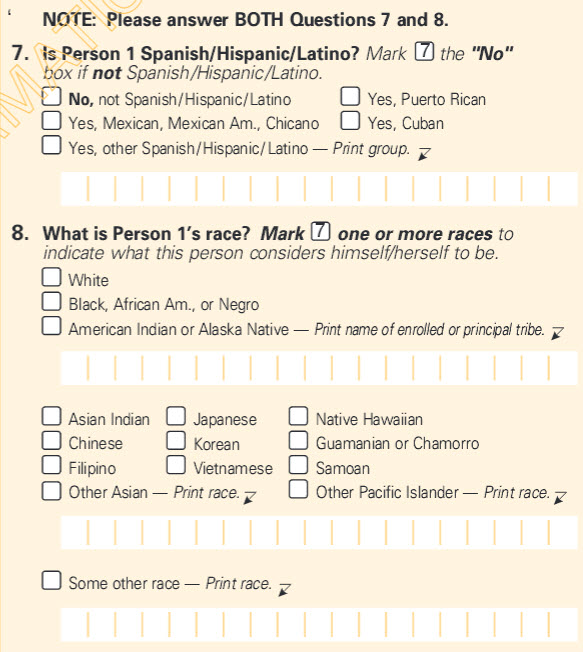 NOTE: Please answer BOTH Questions 7 and 8.
7. Is Person 1 Spanish/Hispanic/Latino? Mark the "No"
box if not Spanish/Hispanic/Latino.
No, not Spanish/Hispanic/Latino Yes, Puerto Rican
Yes, Mexican, Mexican Am., Chicano Yes, Cuban
Yes, other Spanish/Hispanic/Latino — Print group.
8. What is Person 1's race? Mark one or more races to
indicate what this person considers himself/herself to be.
White
Black, African Am., or Negro
American Indian or Alaska Native — Print name of enrolled or principal tribe.
Asian Indian Japanese Native Hawaiian
Chinese Korean Guamanian or Chamorro
Filipino Vietnamese Samoan
Other Asian — Print race. Other Pacific Islander — Print race.
Some other race — Print race.